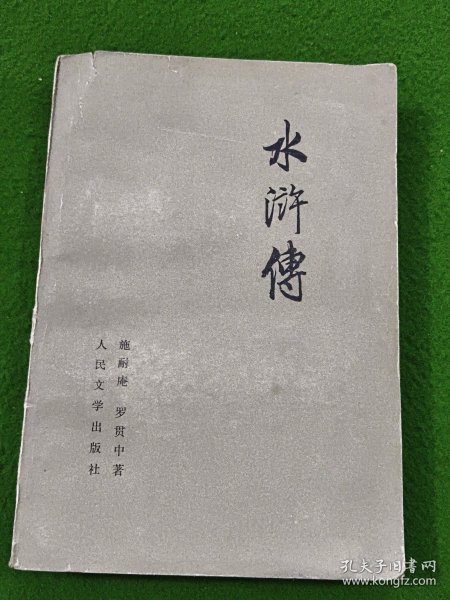 水滸傳
施耐庵 罗贯中著
人民文学出版社
孔夫子旧书网
www.kongfz.com